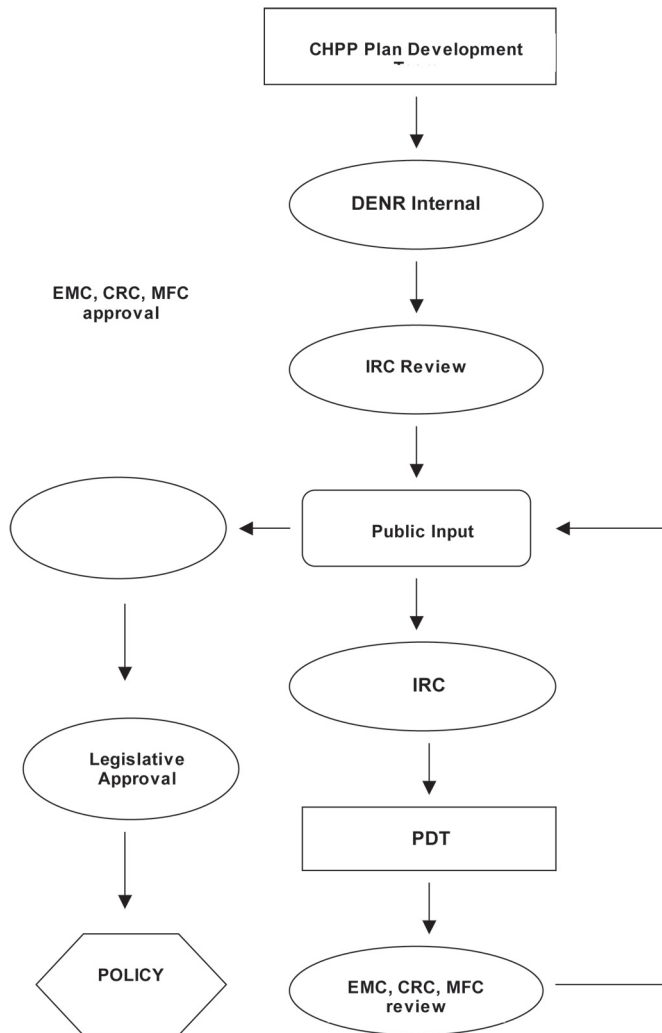 CHPP Plan Development
DENR Internal
EMC, CRC, MFC
approval
IRC Review
Public Input
IRC
Legislative
Approval
PDT
POLICY
EMC, CRC, MFC
review